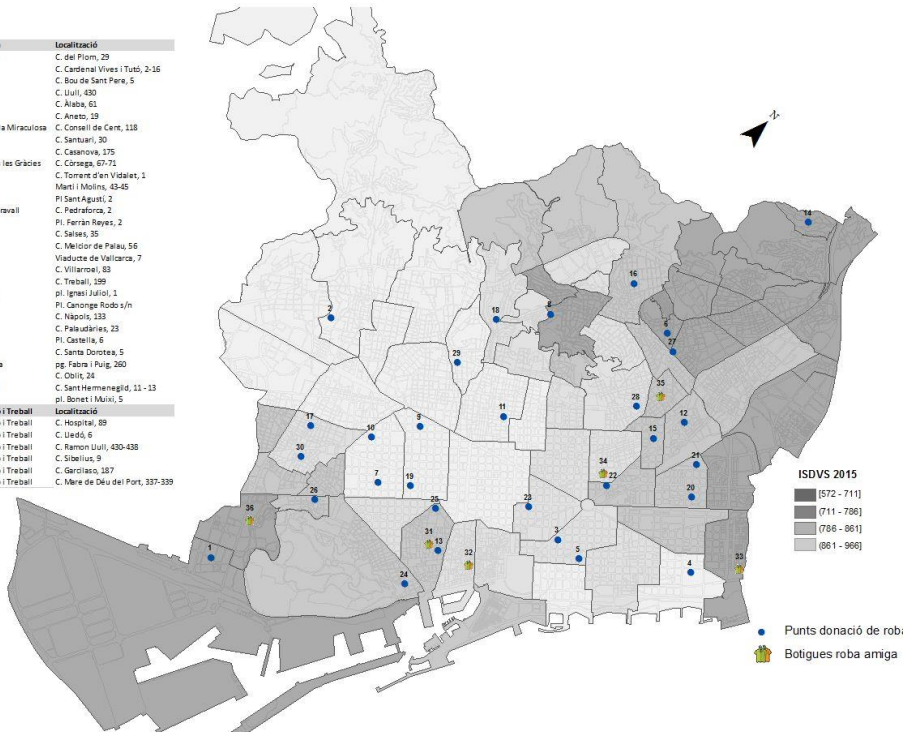 Localització
C. del Plom, 29
C. Cardenal Vives i Tutó, 2-16
C. Bou de Sant Pere, 5
C. Llull, 430
C. Àlaba, 61
C. Aneto, 19
a Miraculosa C. Consell de Cent, 118
C. Santuari, 30
C. Casanova, 175
les Gràcies C. Còrsega, 67-71
C. Torrent d'en Vidalet, 1
Martí i Molins, 43-45
Pl Sant Agustí, 2
ravall C. Pedraforca, 2
Pl. Ferràn Reyes, 2
C. Salses, 35
C. Melcior de Palau, 56
Viaducte de Vallcarca, 7
C. Villarroel, 83
C. Treball, 199
pl. Ignasi Juliol, 1
Pl. Canonge Rodo s/n
C. Nàpols, 133
C. Palaudàries, 23
Pl. Castella, 6
C. Santa Dorotea, 5
a pg. Fabra i Puig, 260
C. Oblit, 24
C. Sant Hermenegild, 11 - 13
pl. Bonet i Muixi, 5
i Treball Localització
i Treball C. Hospital, 89
i Treball C. Lledó, 6
i Treball C. Ramon Llull, 430-438
i Treball C. Sibelius, 9
i Treball C. Garcilaso, 187
i Treball C. Mare de Déu del Port, 337-339
N
14
16
2
18
8
6
27
29
35
28
11
12
17
9
10
15
30
34
21
7
19
22
20
26
25
23
36
31
13
3
32
5
1
33
4
24
ISDVS 2015
[572 - 711]
(711 - 786]
(786 - 861]
(861 - 966]
Punts donació de roba
Botigues roba amiga